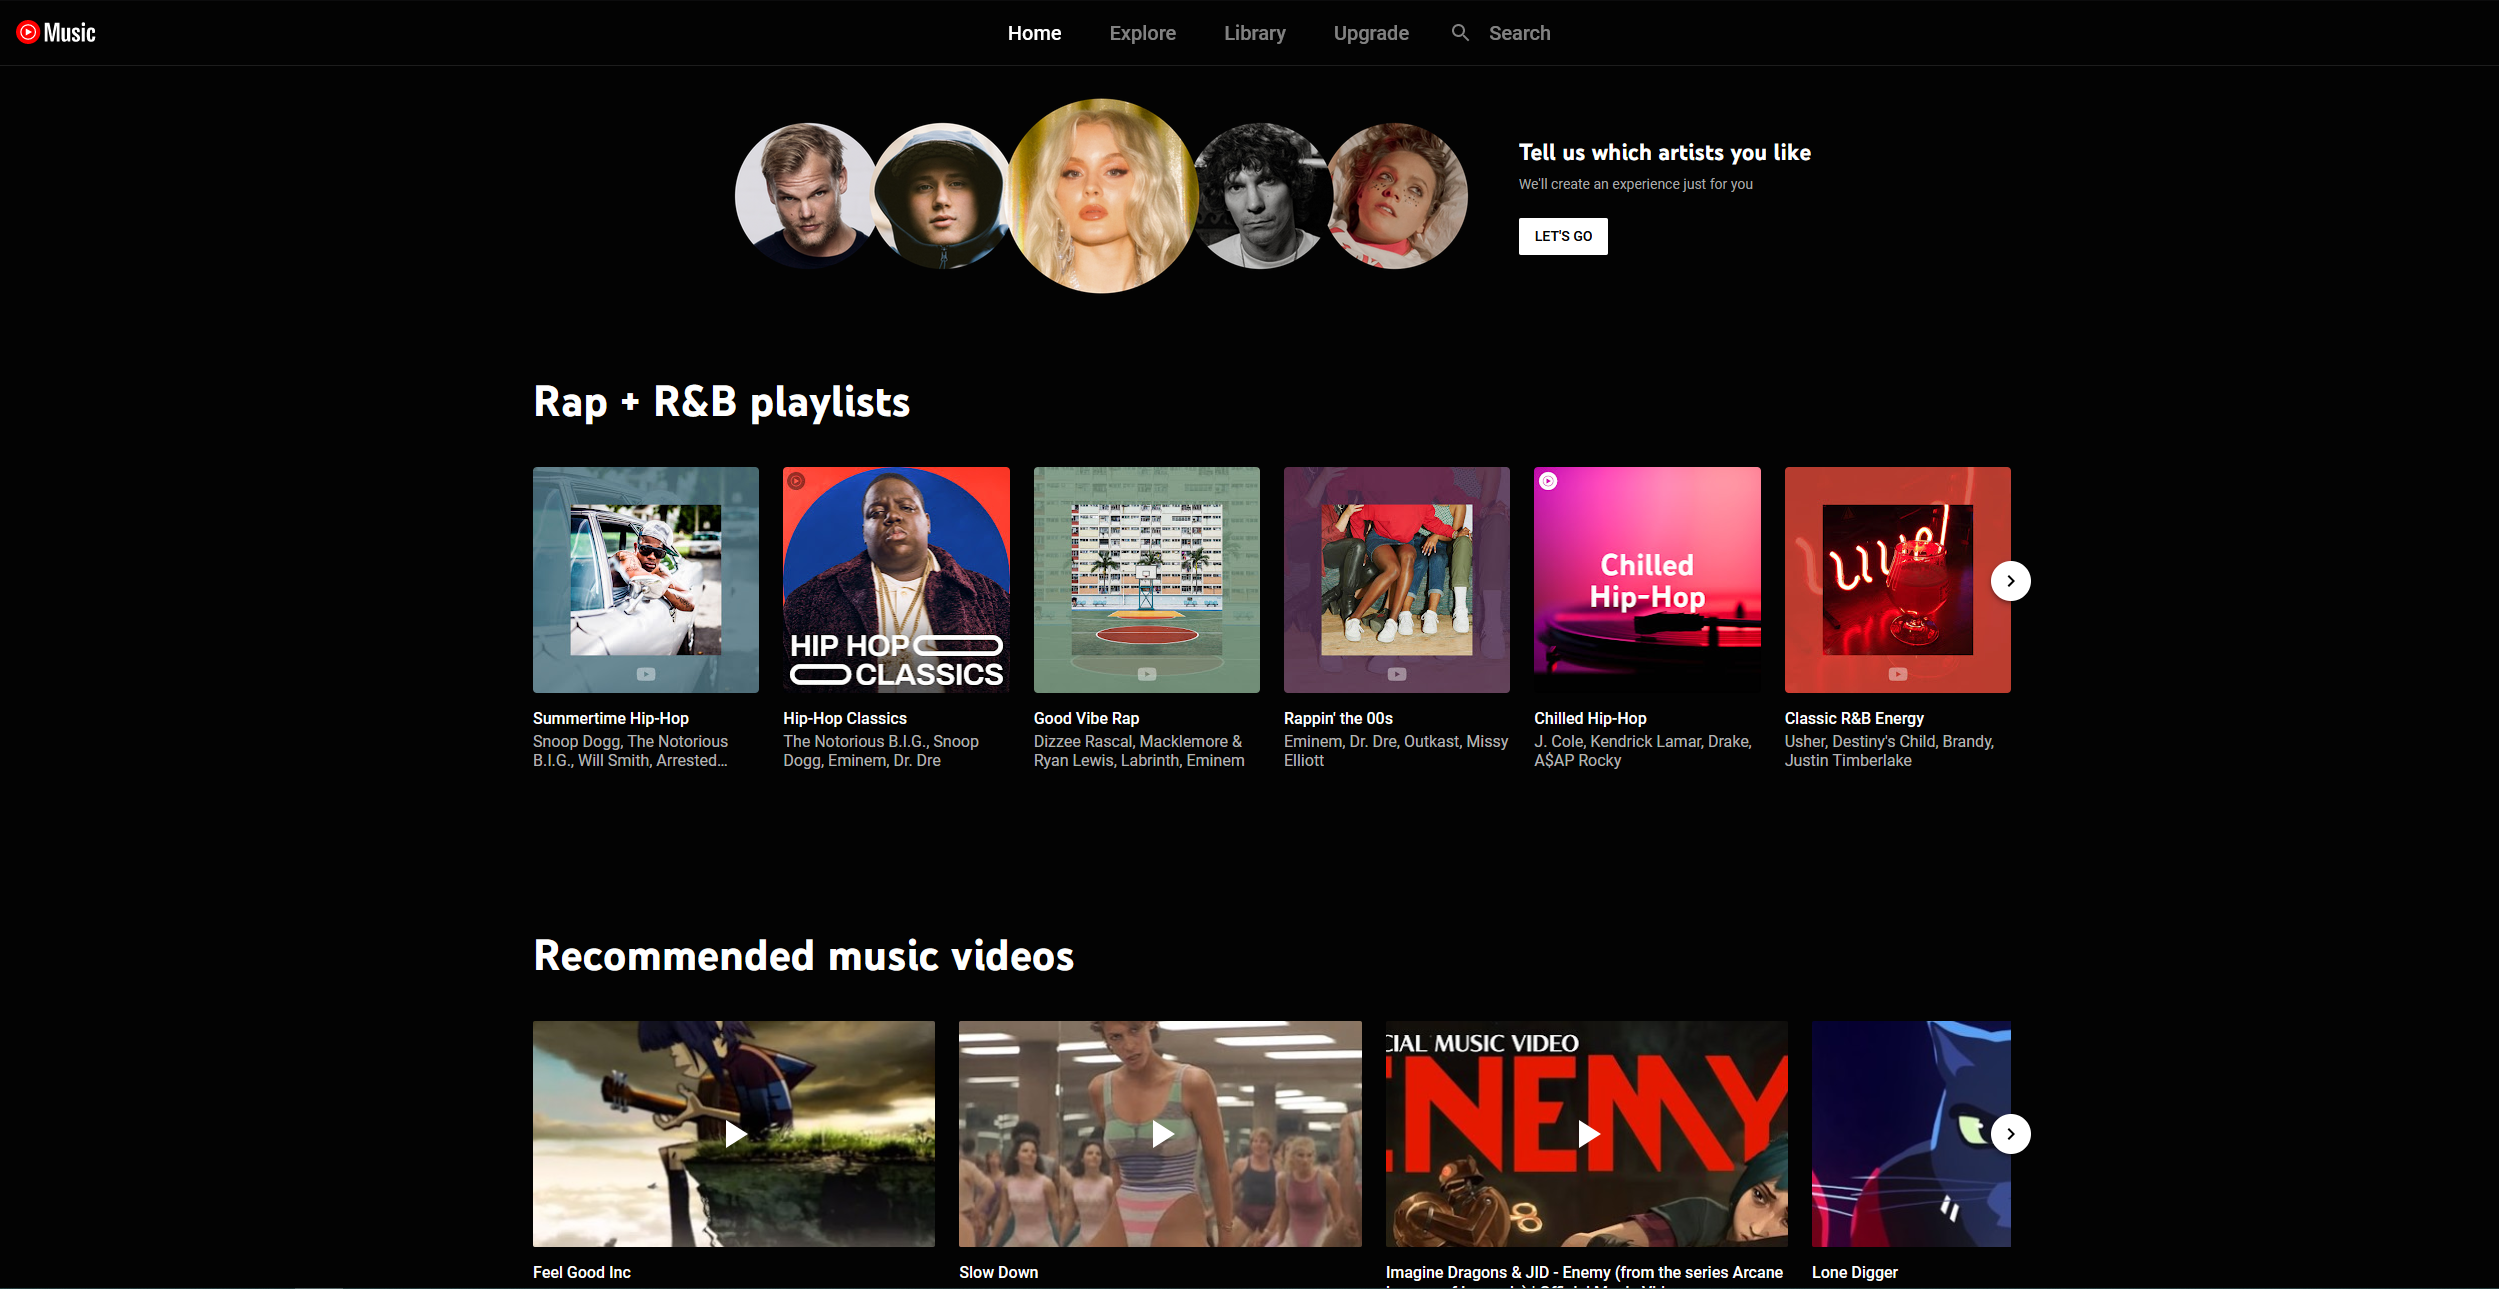 Music
Home
Explore
Library
Upgrade
Search
Tell us which artists you like
We'll create an experience just for you
LET'S GO
Rap + R&B playlists
HIP HOP
CLASSICS
Chilled
Hip-Hop
Summertime Hip-Hop
Snoop Dogg, The Notorious
B.I.G., Will Smith, Arrested...
Hip-Hop Classics
The Notorious B.I.G., Snoop
Dogg, Eminem, Dr. Dre
Good Vibe Rap
Dizzee Rascal, Macklemore &
Ryan Lewis, Labrinth, Eminem
Rappin' the 00s
Eminem, Dr. Dre, Outkast, Missy
Elliott
Chilled Hip-Hop
J. Cole, Kendrick Lamar, Drake,
A$AP Rocky
Classic R&B Energy
Usher, Destiny's Child, Brandy,
Justin Timberlake
Recommended music videos
CIAL MUSIC VIDEO
ENEMY
Feel Good Inc
Slow Down
Imagine Dragons & JID - Enemy (from the series Arcane
Lone Digger